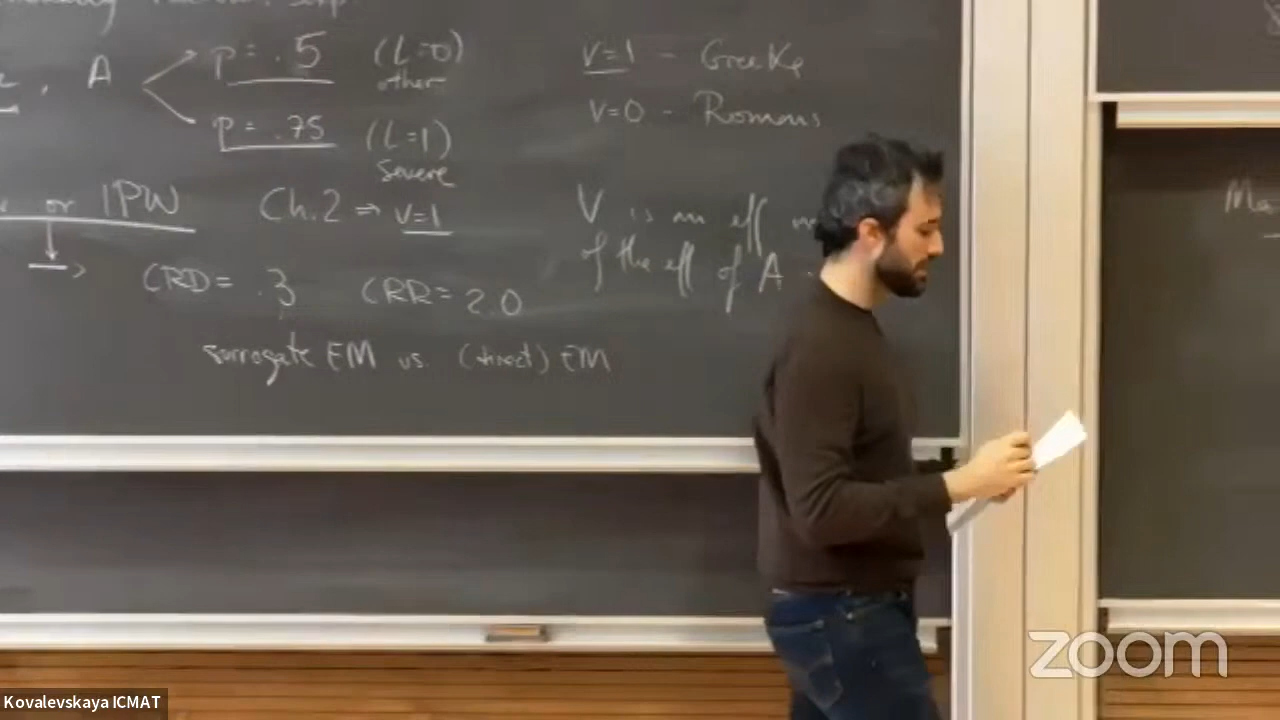 , A p = .5 (L=0)
other
p = .75 (L=1)
severe
or IPW Ch.2 ⇒ V=1
CRD = .3 CRR = 2.0
surrogate EM vs. (direct) EM
V=1 - Greeks
V=0 - Romans
V is an eff
of the eff of A
zoom
Kovalevskaya ICMAT